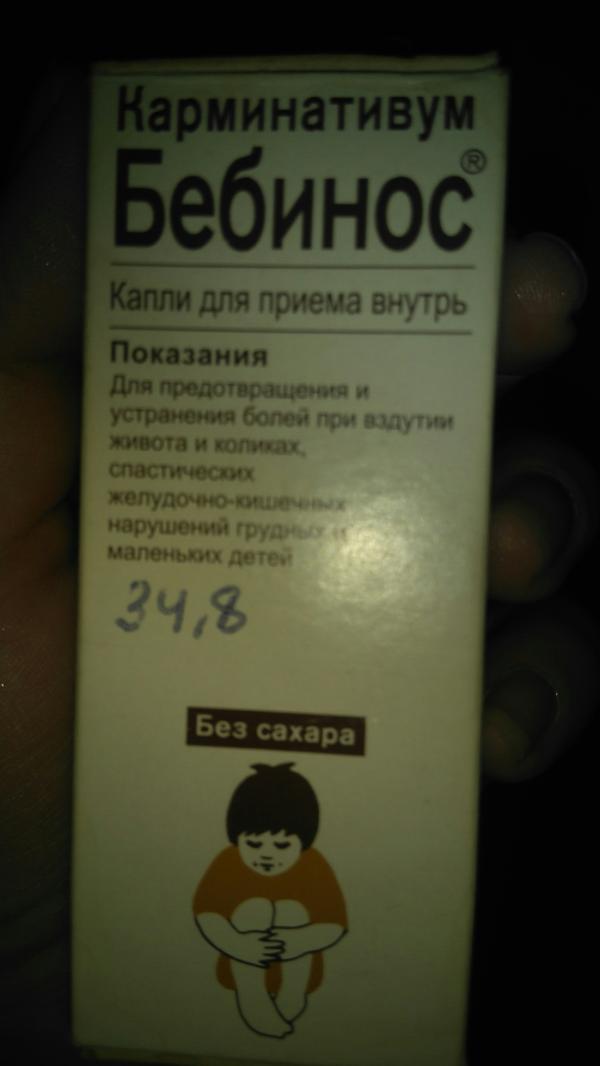 Карминативум
Бебинос®
Капли для приема внутрь
Показания
Для предотвращения и
устранения болей при вздутии
живота и коликах,
спастических
желудочно-кишечных
нарушений грудных и
маленьких детей
34,8
Без сахара